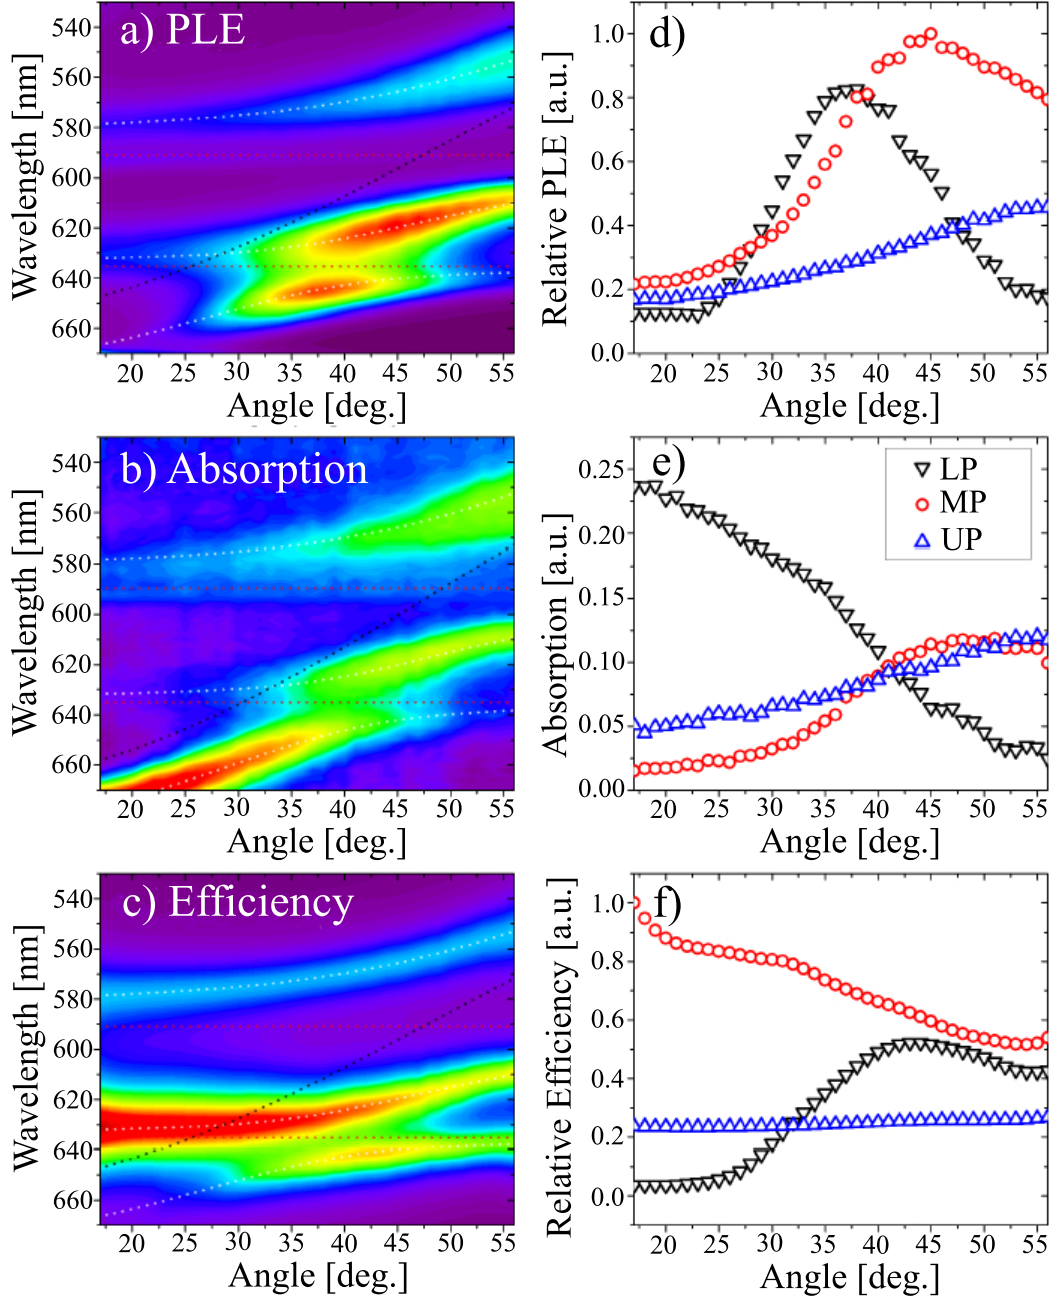 a) PLE
540
560
580
600
620
640
660
Wavelength [nm]
20 25 30 35 40 45 50 55
Angle [deg.]
d)
1.0
0.8
0.6
0.4
0.2
0.0
Relative PLE [a.u.]
20 25 30 35 40 45 50 55
Angle [deg.]
b) Absorption
540
560
580
600
620
640
660
Wavelength [nm]
20 25 30 35 40 45 50 55
Angle [deg.]
e)
LP
MP
UP
0.25
0.20
0.15
0.10
0.05
0.00
Absorption [a.u.]
20 25 30 35 40 45 50 55
Angle [deg.]
c) Efficiency
540
560
580
600
620
640
660
Wavelength [nm]
20 25 30 35 40 45 50 55
Angle [deg.]
f)
1.0
0.8
0.6
0.4
0.2
0.0
Relative Efficiency [a.u.]
20 25 30 35 40 45 50 55
Angle [deg.]